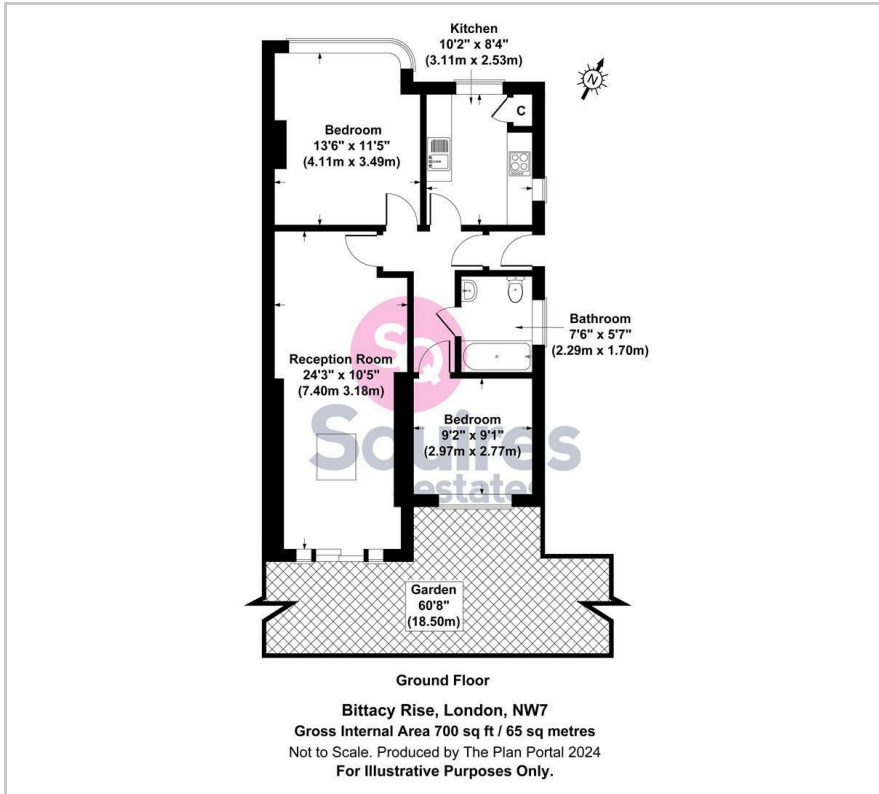 Kitchen
10'2" x 8'4"
(3.11m x 2.53m)
N
C
Bedroom
13'6" x 11'5"
(4.11m x 3.49m)
Bathroom
7'6" x 5'7"
(2.29m x 1.70m)
SQ
Reception Room
24'3" x 10'5"
(7.40m 3.18m)
Squires
estates
Bedroom
9'2" x 9'1"
(2.97m x 2.77m)
Garden
60'8"
(18.50m)
Ground Floor
Bittacy Rise, London, NW7
Gross Internal Area 700 sq ft / 65 sq metres
Not to Scale. Produced by The Plan Portal 2024
For Illustrative Purposes Only.